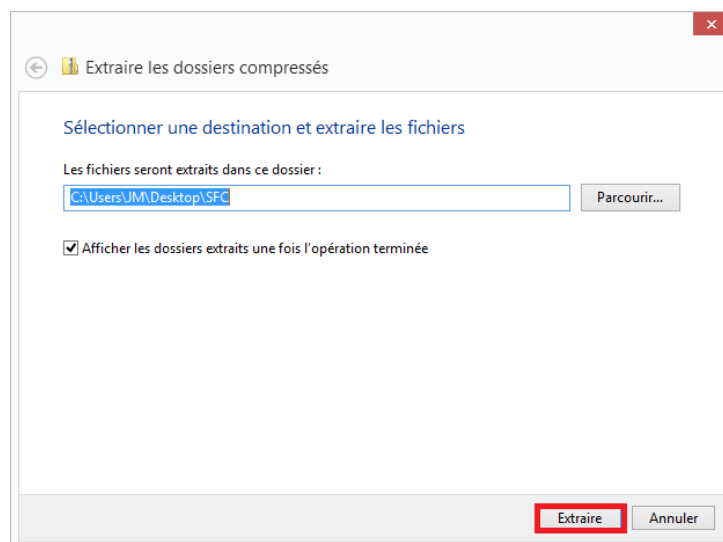 Extraire les dossiers compressés
Sélectionner une destination et extraire les fichiers
Les fichiers seront extraits dans ce dossier :
C:\Users\JM\Desktop\SFC
Parcourir...
Afficher les dossiers extraits une fois l'opération terminée
Extraire
Annuler